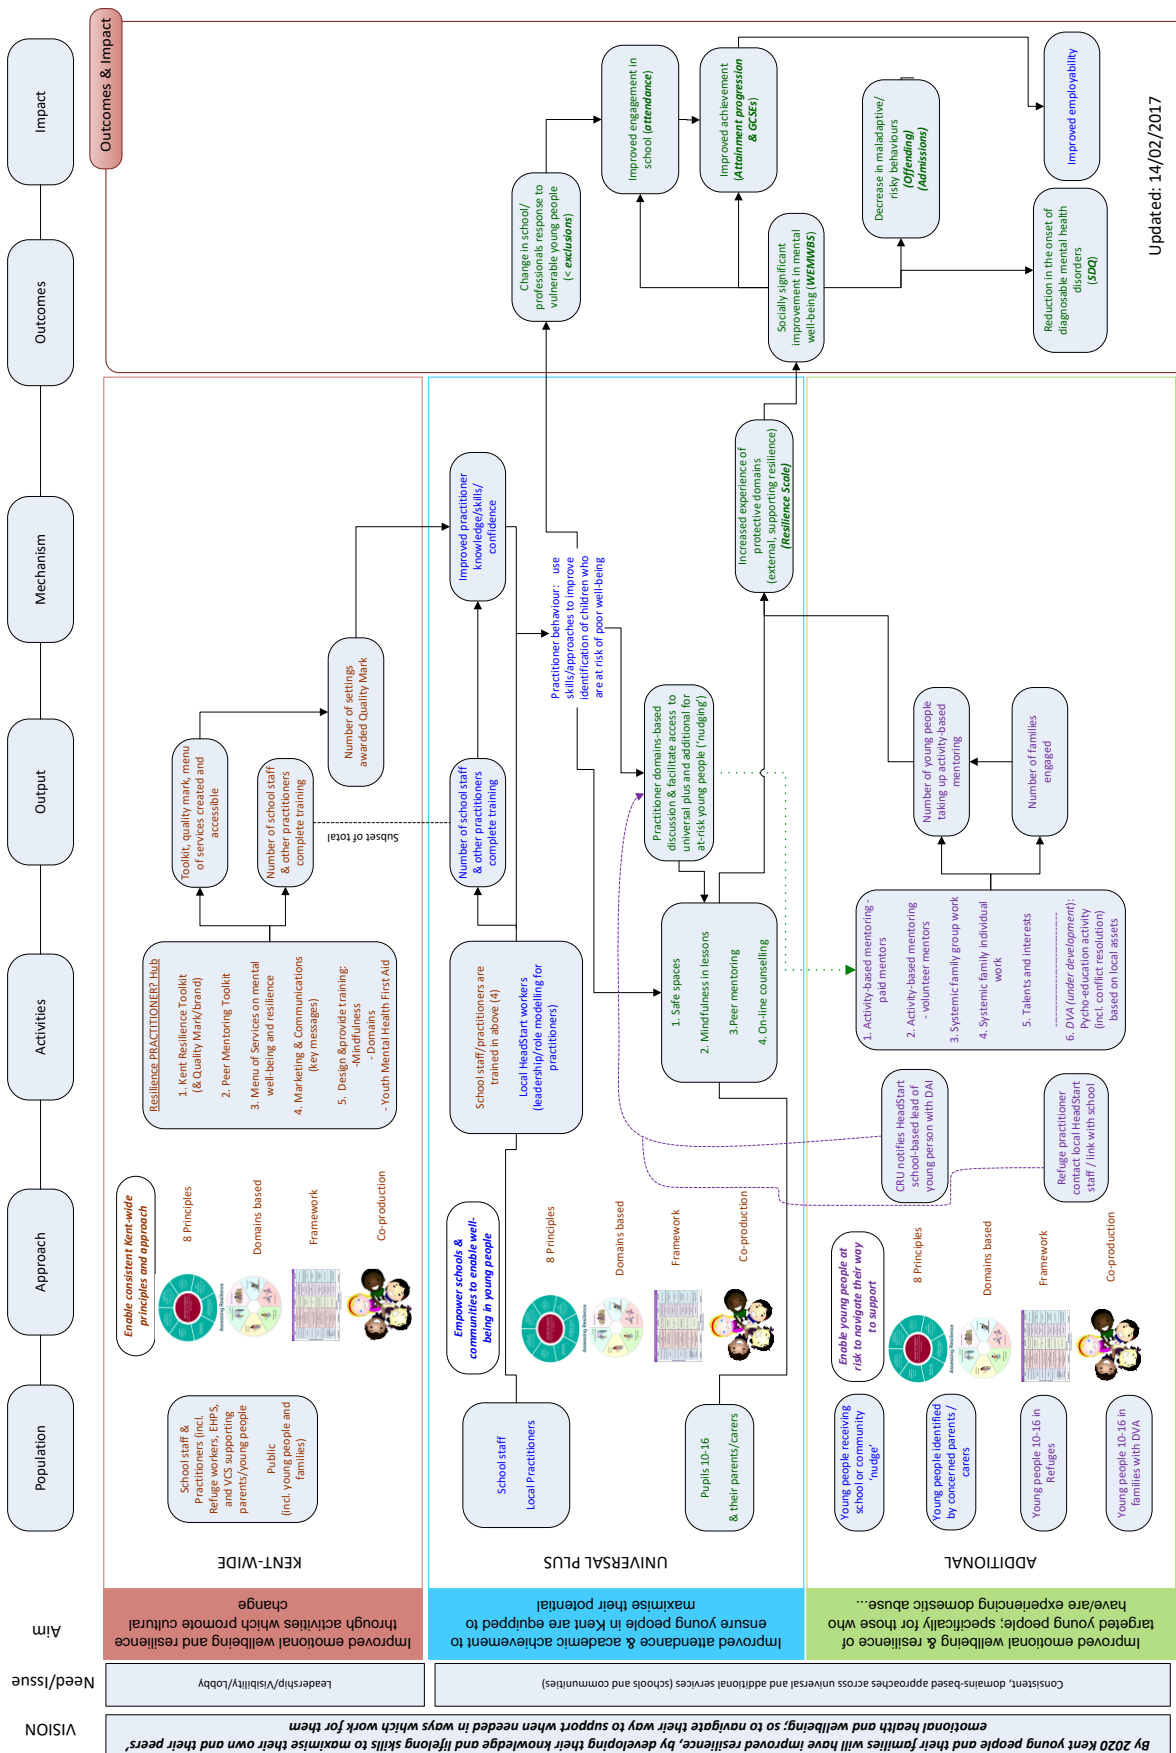 VISION
By 2020 Kent young people and their families will have improved resilience, by developing their knowledge and lifelong skills to maximise their own and their peers'
emotional health and wellbeing; so to navigate their way to support when needed in ways which work for them
Need/Issue
Leadership/Visibility/Lobby
Consistent, domains-based approaches across universal and additional services (schools and communities)
Aim
Population
Approach
Activities
Output
Mechanism
Outcomes
Impact
Improved emotional wellbeing and resilience
through activities which promote cultural
change
KENT-WIDE
School staff &
Practitioners (incl.
Refuge workers, EHPS,
and VCS supporting
parents/young people
Public
(incl. young people and
families)
Enable consistent Kent-wide
principles and approach
8 Principles
Domains based
Framework
Co-production
Assessing Resilience
Resilience PRACTITIONER? Hub
1. Kent Resilience Toolkit
(& Quality Mark/brand)
2. Peer Mentoring Toolkit
3. Menu of Services on mental
well-being and resilience
4. Marketing & Communications
(key messages)
5. Design &provide training:
-Mindfulness
- Domains
- Youth Mental Health First Aid
Toolkit, quality mark, menu
of services created and
accessible
Number of school staff
& other practitioners
complete training
Number of settings
awarded Quality Mark
Subset of total
Improved attendance & academic achievement to
ensure young people in Kent are equipped to
maximise their potential
UNIVERSAL PLUS
School staff
Local Practitioners
Pupils 10-16
& their parents/carers
Empower schools &
communities to enable well-
being in young people
8 Principles
Domains based
Framework
Co-production
Assessing Resilience
School staff/practitioners are
trained in above (4)
Local HeadStart workers
(leadership/role modelling for
practitioners)
1. Safe spaces
2. Mindfulness in lessons
3.Peer mentoring
4. On-line counselling
Number of school staff
& other practitioners
complete training
Practitioner domains-based
discussion & facilitate access to
universal plus and additional for
at-risk young people ('nudging')
Improved practitioner
knowledge/skills/
confidence
Practitioner behaviour: use
skills/approaches to improve
identification of children who
are at risk of poor well-being
Increased experience of
protective domains
(external, supporting resilience)
(Resilience Scale)
Improved emotional wellbeing & resilience of
targeted young people; specifically for those who
have/are experiencing domestic abuse...
ADDITIONAL
Young people receiving
school or community
'nudge'
Young people identified
by concerned parents /
carers
Young people 10-16 in
Refuges
Young people 10-16 in
families with DVA
Enable young people at
risk to navigate their way
to support
8 Principles
Domains based
Framework
Co-production
Assessing Resilience
CRU notifies HeadStart
school-based lead of
young person with DAI
Refuge practitioner
contact local HeadStart
staff / link with school
1. Activity-based mentoring -
paid mentors
2. Activity-based mentoring
- volunteer mentors
3. Systemic family group work
4. Systemic family individual
work
5. Talents and interests
6. DVA (under development):
Pycho-education activity
(incl. conflict resolution)
based on local assets
Number of young people
taking up activity-based
mentoring
Number of families
engaged
Outcomes & Impact
Change in school/
professionals response to
vulnerable young people
(< exclusions)
Improved engagement in
school (attendance)
Improved achievement
(Attainment progression
& GCSEs)
Socially significant
improvement in mental
well-being (WEMWBS)
Decrease in maladaptive/
risky behaviours
(Offending)
(Admissions)
Reduction in the onset of
diagnosable mental health
disorders
(SDQ)
Improved employability
Updated: 14/02/2017